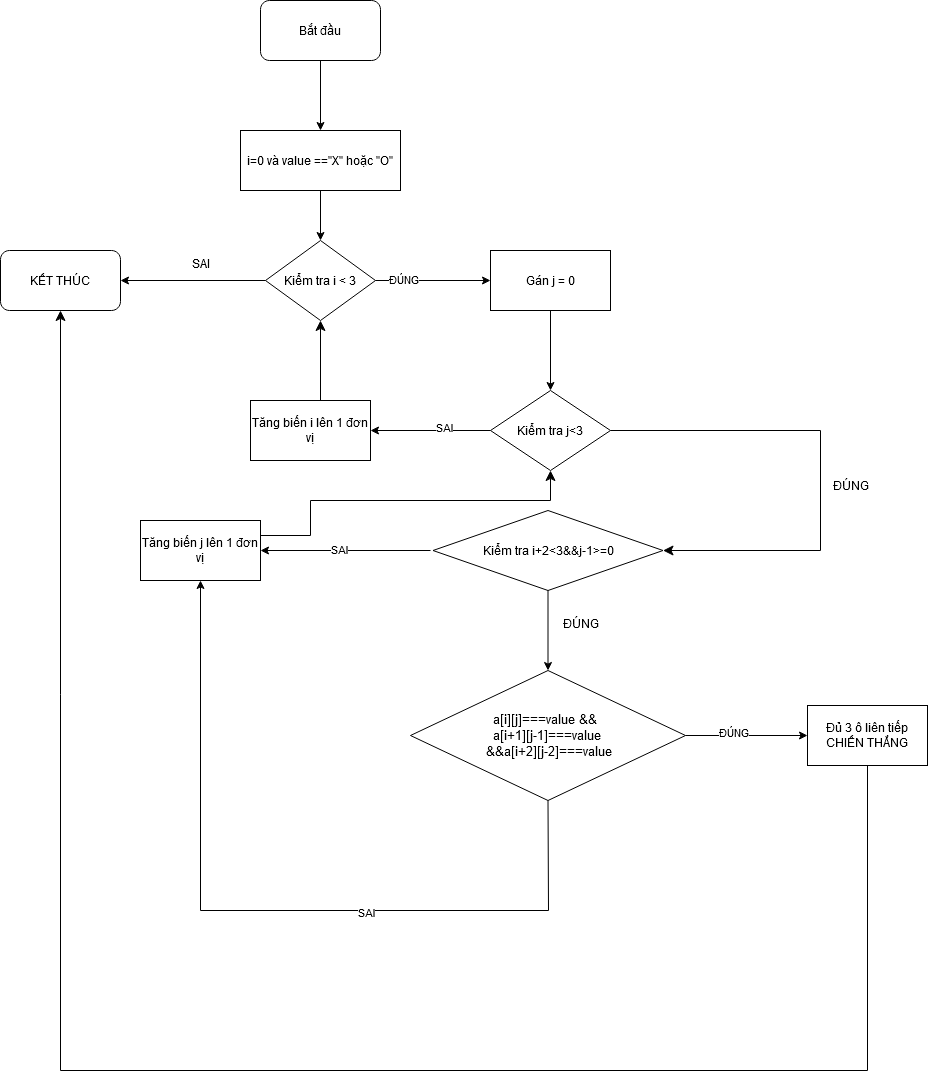 Bắt đầu
i=0 và value =="X" hoặc "O"
SAI
KẾT THÚC
Kiểm tra i < 3
ĐÚNG
Gán j = 0
Tăng biến i lên 1 đơn
vị
SAI
Kiểm tra j<3
ĐÚNG
Tăng biến j lên 1 đơn
vị
SAI
Kiểm tra i+2<3&&j-1>=0
ĐÚNG
a[i][j]===value &&
a[i+1][j-1]===value
&&a[i+2][j-2]===value
ĐÚNG
Đủ 3 ô liên tiếp
CHIẾN THẮNG
SAI